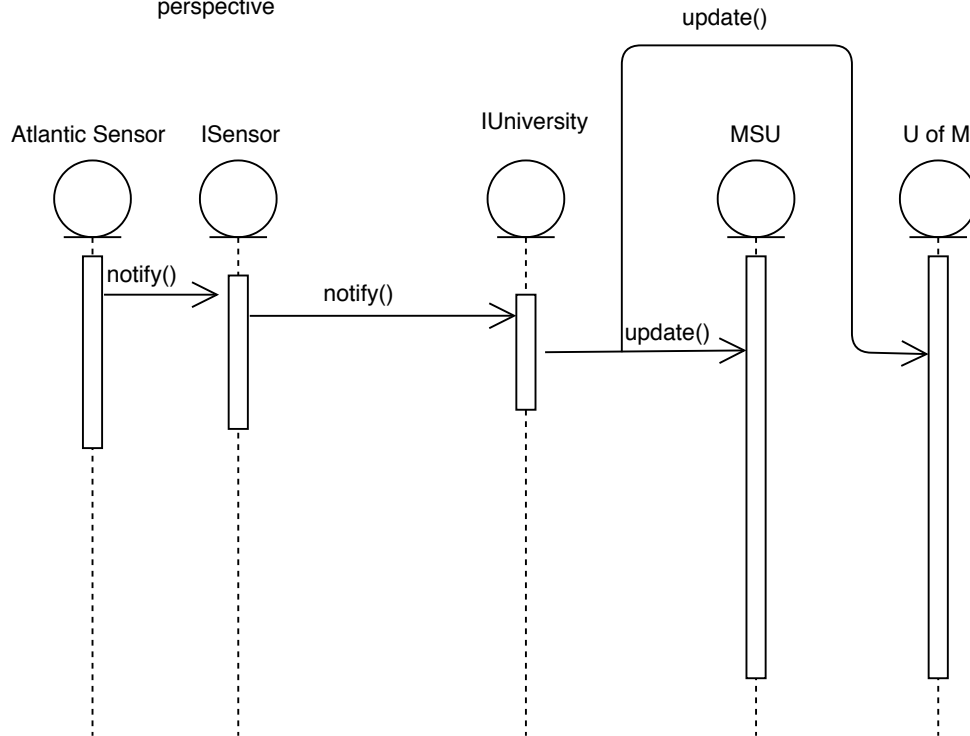 perspective
update()
Atlantic Sensor
ISensor
IUniversity
MSU
U of M
notify()
notify()
update()